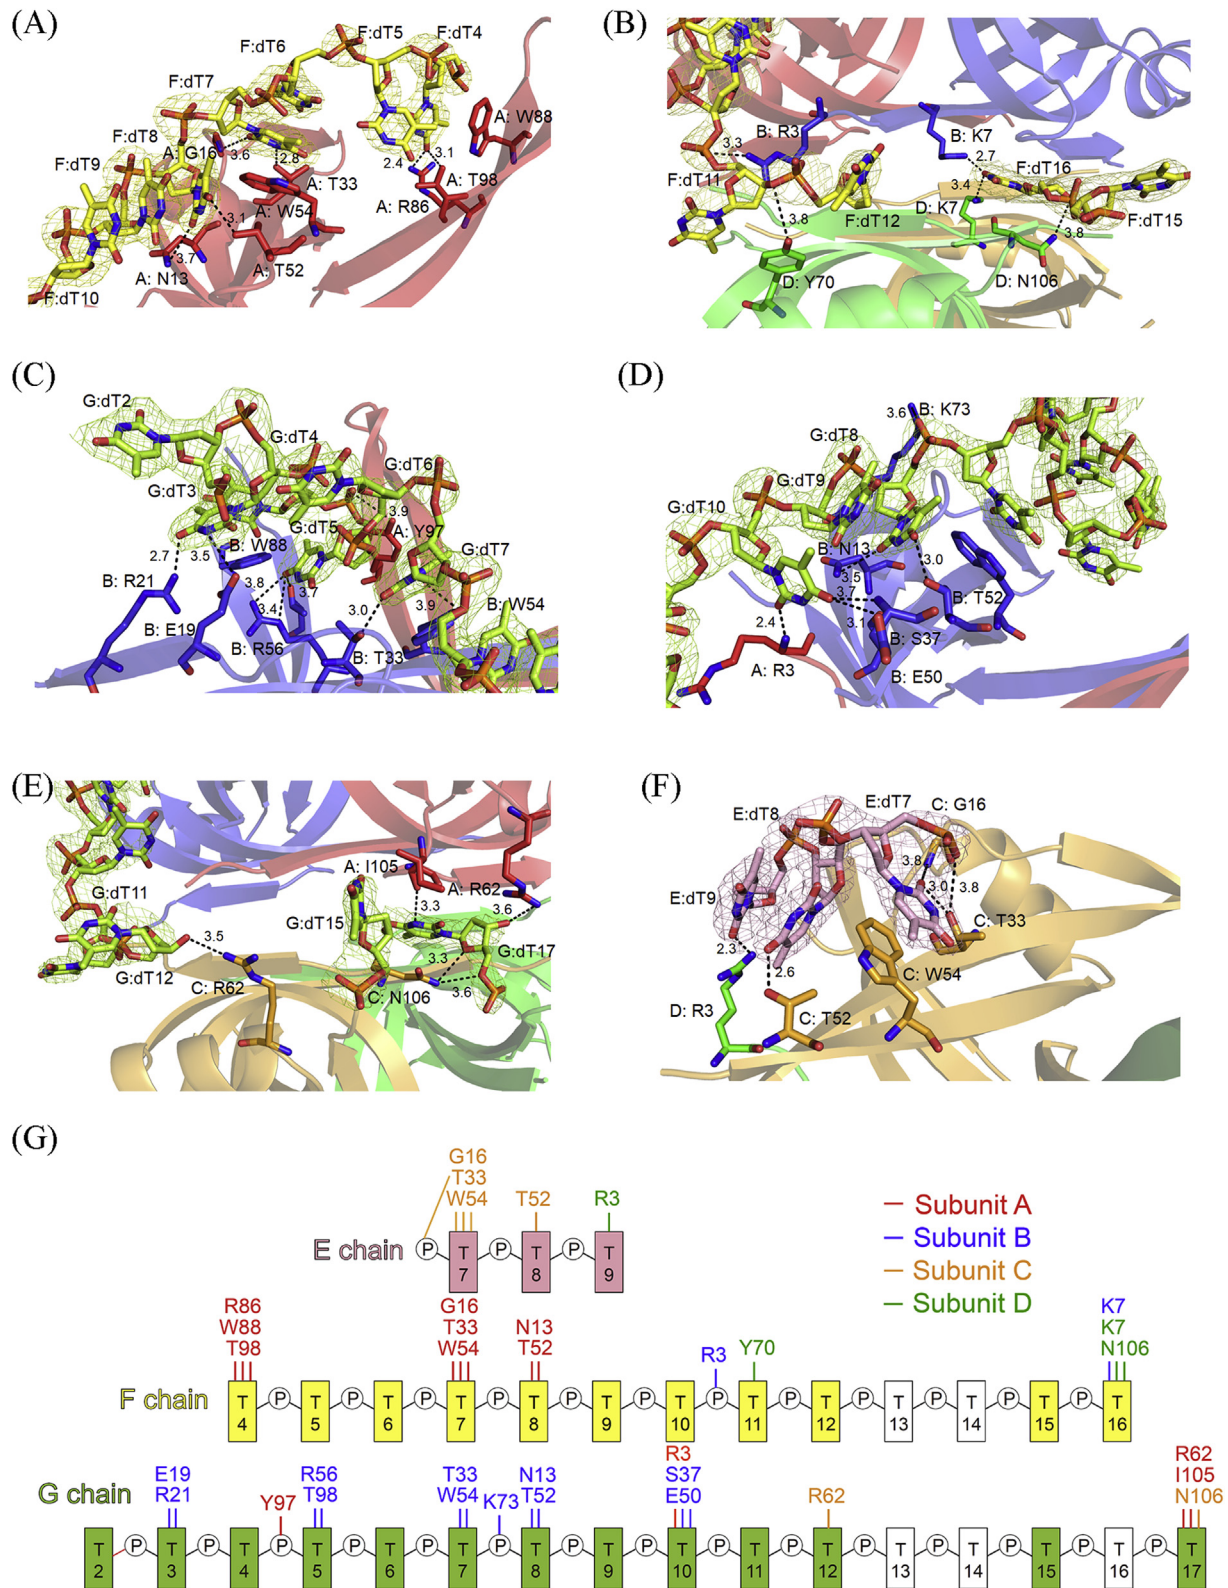 (A)
F:dT6
F:dT5
F:dT4
F:dT7
F:dT8
A: G16
F:dT9
3.6
2.8
2.4
3.1
A: W88
A: T33
A: T98
A: W54
A: R86
3.1
3.7
A: N13
A: T52
F:dT10
(B)
B: R3
B: K7
3.3
2.7
F:dT16
F:dT11
3.4
3.8
D: K7
F:dT12
3.8
F:dT15
D: Y70
D: N106
(C)
G:dT2
G:dT4
G:dT6
G:dT3
3.9
G:dT5
A: Y97
2.7
3.5
B: W88
G:dT7
3.8
3.7
3.9
B: R21
3.4
3.0
B: W54
B: E19
B: R56
B: T33
(D)
3.6
B: K73
G:dT8
G:dT9
G:dT10
B: N13
3.0
3.5
3.7
B: T52
2.4
3.1
B: S37
A: R3
B: E50
(E)
A: I105
A: R62
G:dT11
G:dT15
3.3
3.6
3.5
3.3
G:dT17
G:dT12
C: R62
C: N106
3.6
(F)
E:dT7
C: G16
E:dT8
3.8
3.0
3.8
E:dT9
C: T33
2.3
2.6
C: W54
D: R3
C: T52
(G)
G16
T33
W54
T52
R3
E chain
P T 7 P T 8 P T 9
Subunit A
Subunit B
Subunit C
Subunit D
R86
W88
T98
G16
T33
W54
N13
T52
R3
Y70
K7
K7
N106
F chain
T 4 P T 5 P T 6 P T 7 P T 8 P T 9 P T 10 P T 11 P T 12 P T 13 P T 14 P T 15 P T 16
E19
R21
Y97
R56
T98
T33
W54
K73
N13
T52
R3
S37
E50
R62
R62
I105
N106
G chain
T 2 P T 3 P T 4 P T 5 P T 6 P T 7 P T 8 P T 9 P T 10 P T 11 P T 12 P T 13 P T 14 P T 15 P T 16 P T 17